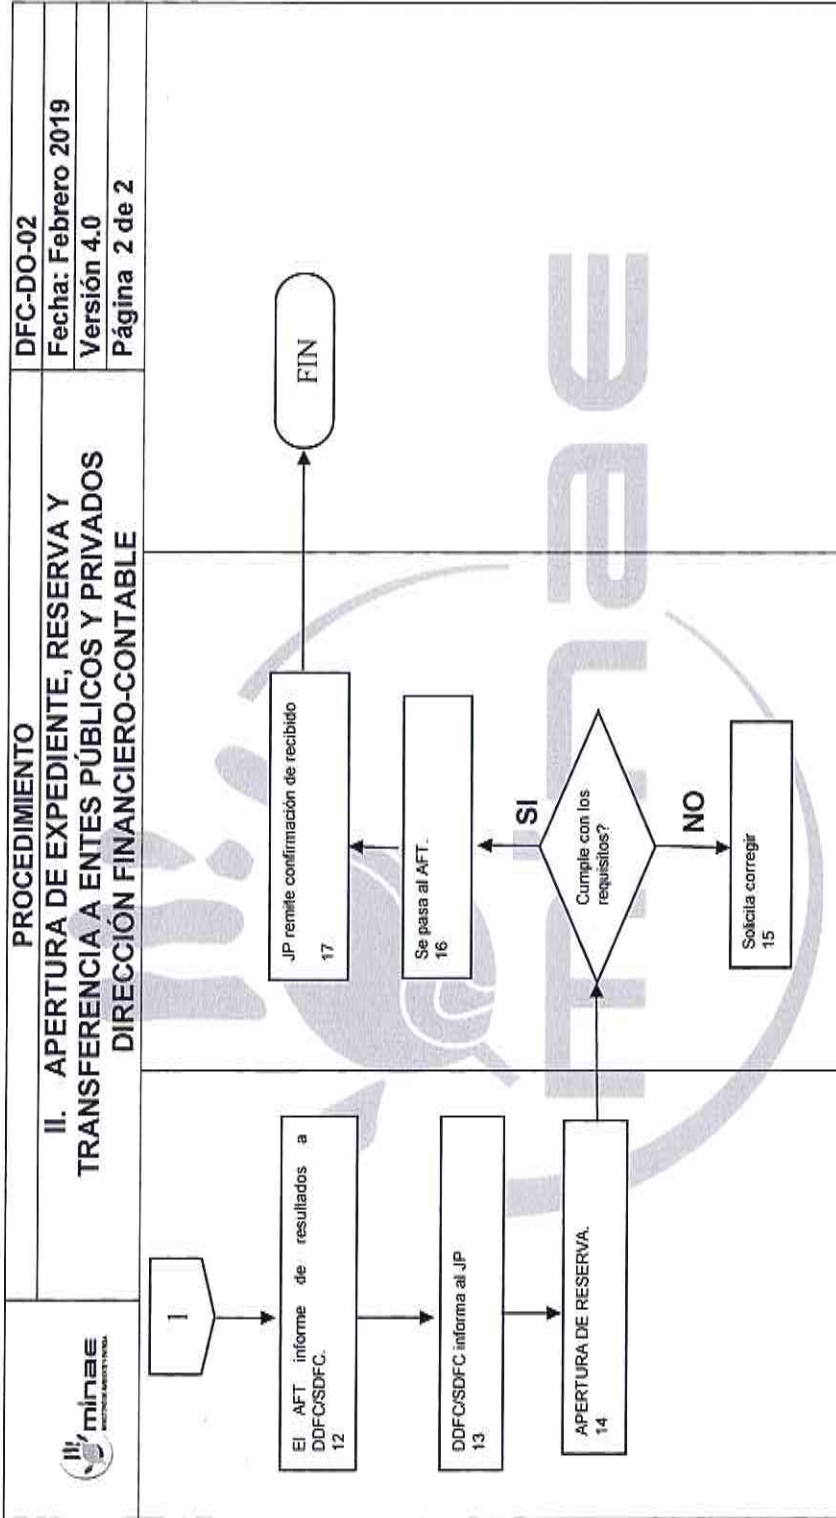 minae
PROCEDIMIENTO
II. APERTURA DE EXPEDIENTE, RESERVA Y
TRANSFERENCIA A ENTES PÚBLICOS Y PRIVADOS
DIRECCIÓN FINANCIERO-CONTABLE
DFC-DO-02
Fecha: Febrero 2019
Versión 4.0
Página 2 de 2
1
El AFT informe de resultados a
DDFC/SDFC.
12
DDFC/SDFC informa al JP
13
APERTURA DE RESERVA.
14
Cumple con los
requisitos?
SI
NO
Solicita corregir
15
Se pasa al AFT.
16
JP remite confirmación de recibido
17
FIN
minae